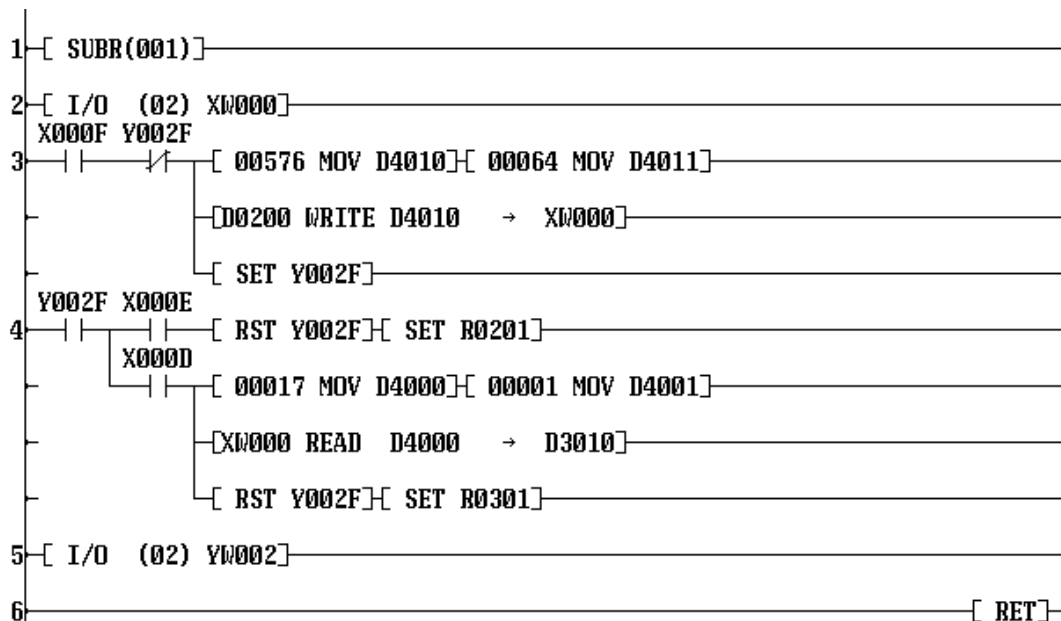 1 [ SUBR(001)]
2 [ I/O (02) XW000]
X000F Y002F
3 [ 00576 MOV D4010] [ 00064 MOV D4011]
[D0200 WRITE D4010 → XW000]
[ SET Y002F]
Y002F X000E
4 [ RST Y002F] [ SET R0201]
X000D
[ 00017 MOV D4000] [ 00001 MOV D4001]
[XW000 READ D4000 → D3010]
[ RST Y002F] [ SET R0301]
5 [ I/O (02) YW002]
6 [ RET]